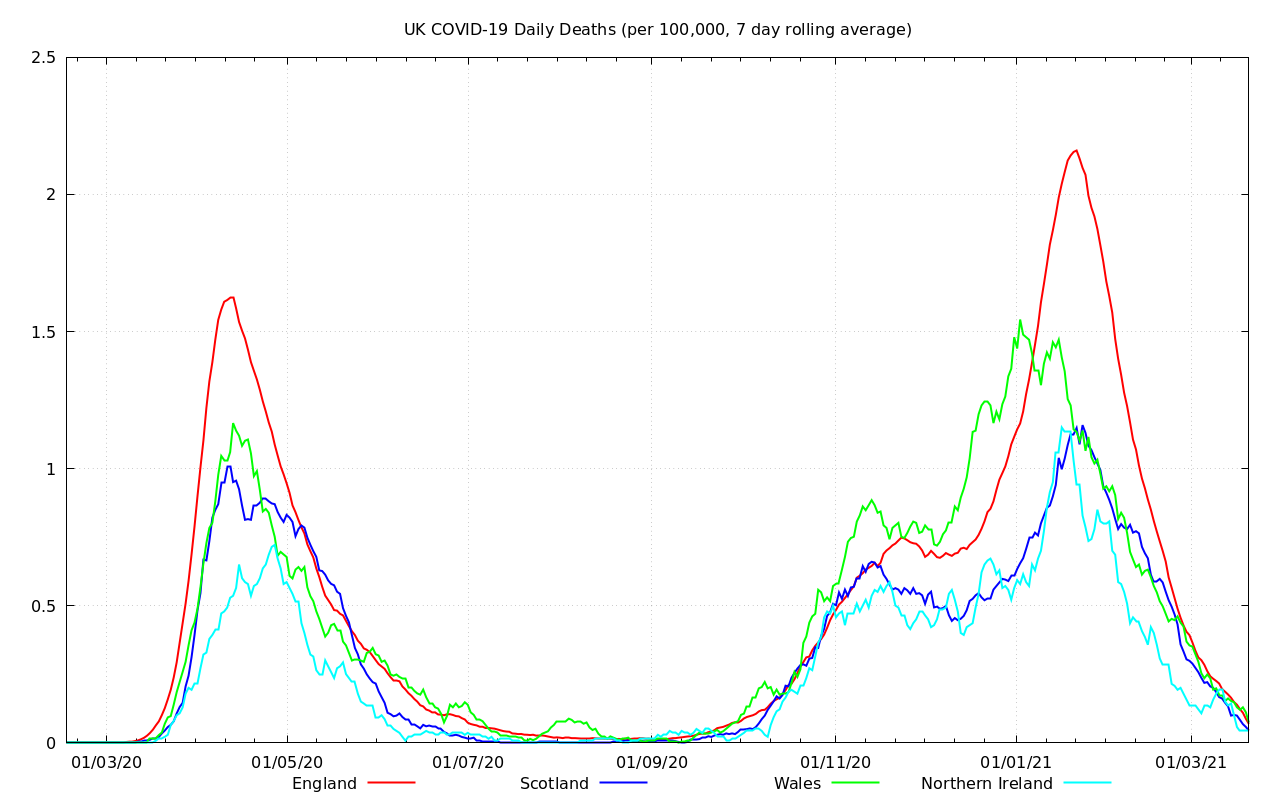 UK COVID-19 Daily Deaths (per 100,000, 7 day rolling average)
2.5
2
1.5
1
0.5
0
01/03/20 01/05/20 01/07/20 01/09/20 01/11/20 01/01/21 01/03/21
England Scotland Wales Northern Ireland